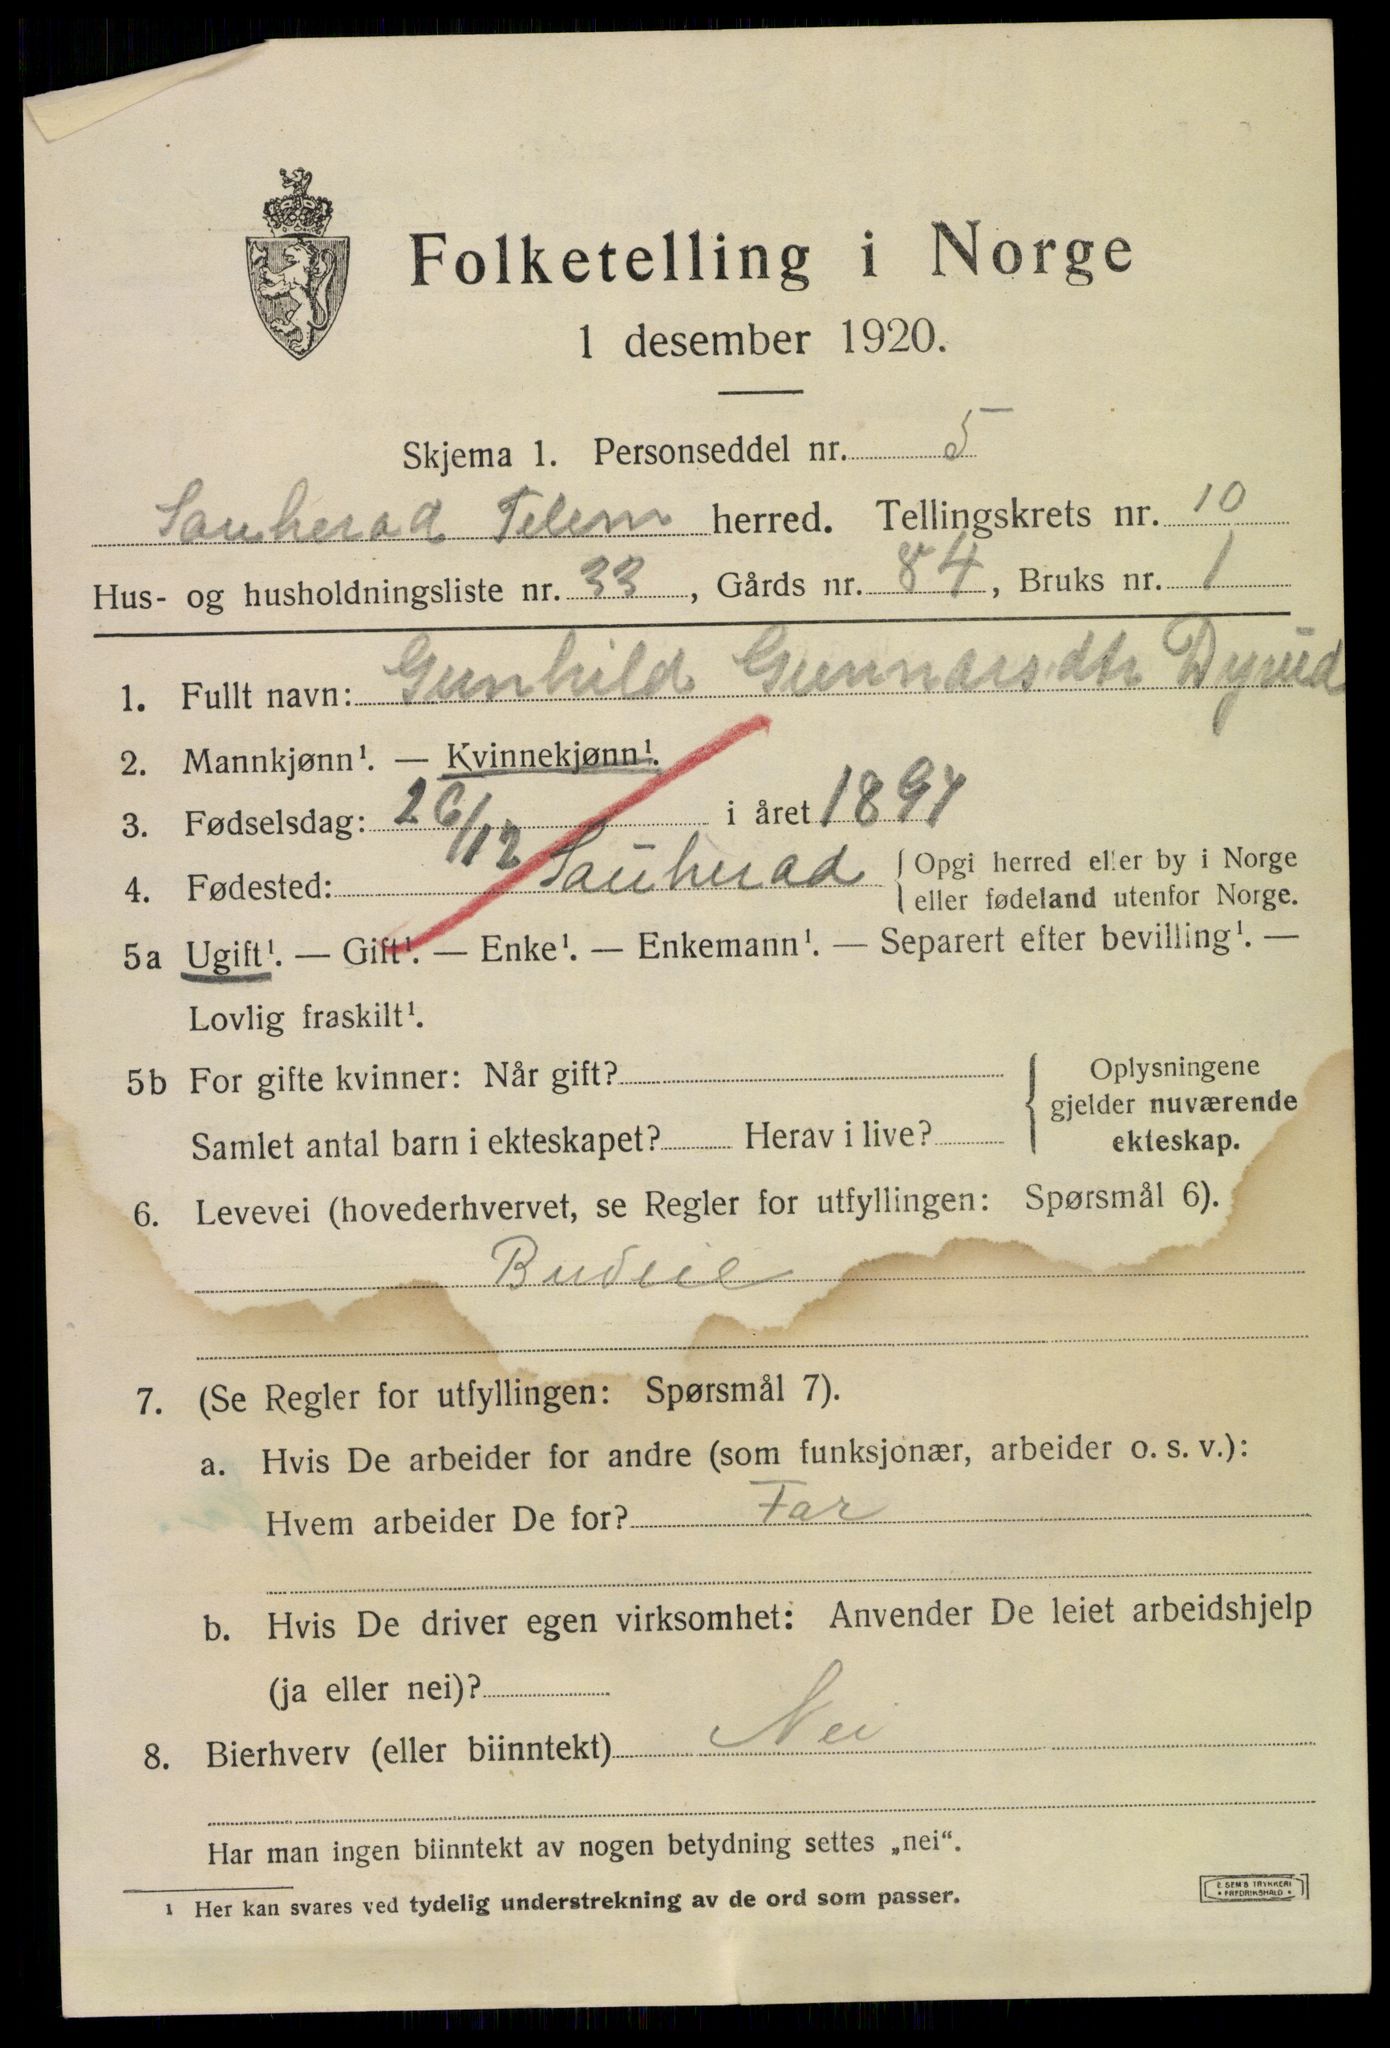 Folketelling i Norge
1 desember 1920.
Skjema 1. Personseddel nr. 5
Sauherad Telem herred. Tellingskrets nr. 10
Hus- og husholdningsliste nr. 33, Gårds nr. 84, Bruks nr. 1
1. Fullt navn: Gunhild Gunnarsdtr Dyrud
2. Mannkjønn¹. — Kvinnekjønn¹.
3. Fødselsdag: 26/12 i året 1897
4. Fødested: Sauherad { Opgi herred eller by i Norge
eller fødeland utenfor Norge.
5a Ugift¹. — Gift¹. — Enke¹. — Enkemann¹. — Separert efter bevilling¹. —
Lovlig fraskilt¹.
5b For gifte kvinner: Når gift?
Samlet antal barn i ekteskapet? Herav i live?
{ Oplysningene
gjelder nuværende
ekteskap.
6. Levevei (hovederhvervet, se Regler for utfyllingen: Spørsmål 6).
Budeie
7. (Se Regler for utfyllingen: Spørsmål 7).
a. Hvis De arbeider for andre (som funksjonær, arbeider o. s. v.):
Hvem arbeider De for? Far
b. Hvis De driver egen virksomhet: Anvender De leiet arbeidshjelp
(ja eller nei)?
8. Bierhverv (eller biinntekt) Nei
Har man ingen biinntekt av nogen betydning settes „nei“.
¹ Her kan svares ved tydelig understrekning av de ord som passer.
E SEMS TRYKKERI
• FREDRIKSHALD •